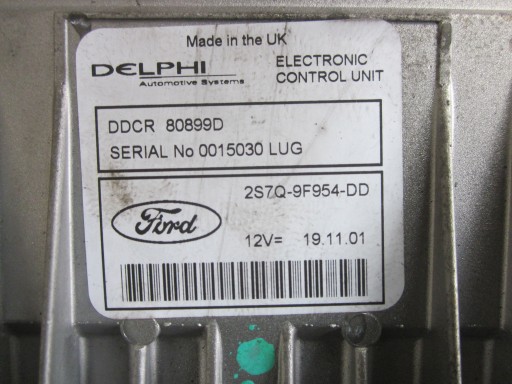 Made in the UK
DELPHI
Automotive Systems
ELECTRONIC
CONTROL UNIT
DDCR 80899D
SERIAL No 0015030 LUG
2S7Q-9F954-DD
Ford
12V= 19.11.01